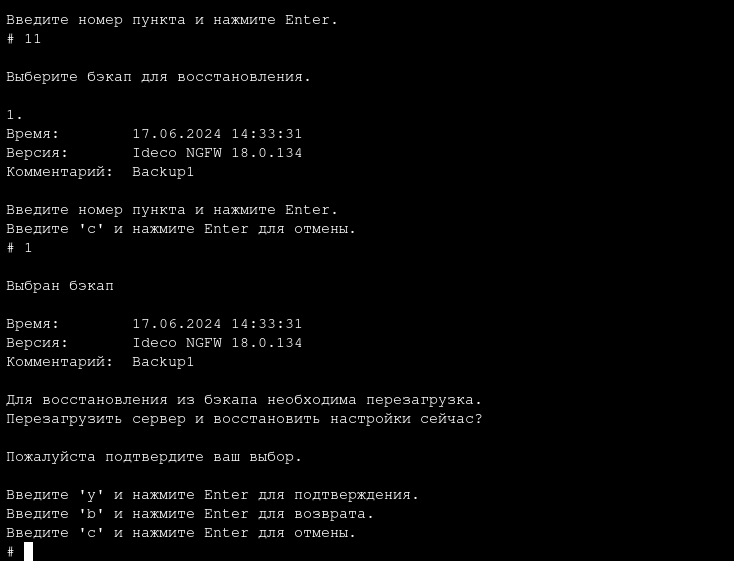 Введите номер пункта и нажмите Enter.
# 11
Выберите бэкап для восстановления.
1.
Время: 17.06.2024 14:33:31
Версия: Ideco NGFW 18.0.134
Комментарий: Backup1
Введите номер пункта и нажмите Enter.
Введите 'c' и нажмите Enter для отмены.
# 1
Выбран бэкап
Время: 17.06.2024 14:33:31
Версия: Ideco NGFW 18.0.134
Комментарий: Backup1
Для восстановления из бэкапа необходима перезагрузка.
Перезагрузить сервер и восстановить настройки сейчас?
Пожалуйста подтвердите ваш выбор.
Введите 'y' и нажмите Enter для подтверждения.
Введите 'b' и нажмите Enter для возврата.
Введите 'c' и нажмите Enter для отмены.
#